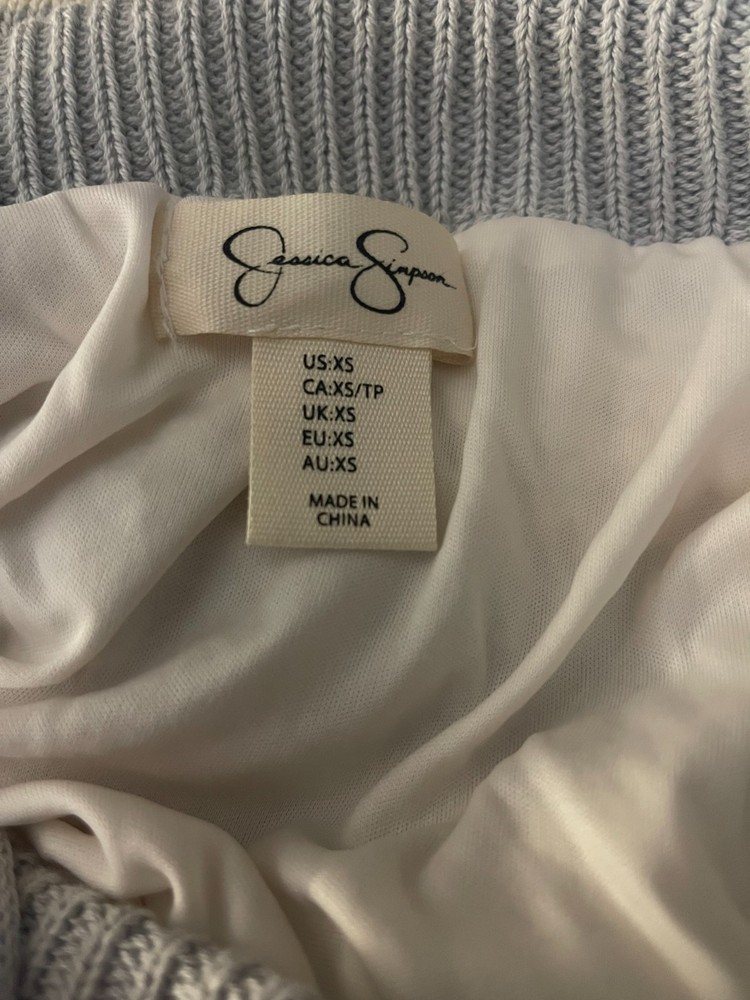 Jessica Simpson
US:XS
CA:XS/TP
UK:XS
EU:XS
AU:XS
MADE IN
CHINA